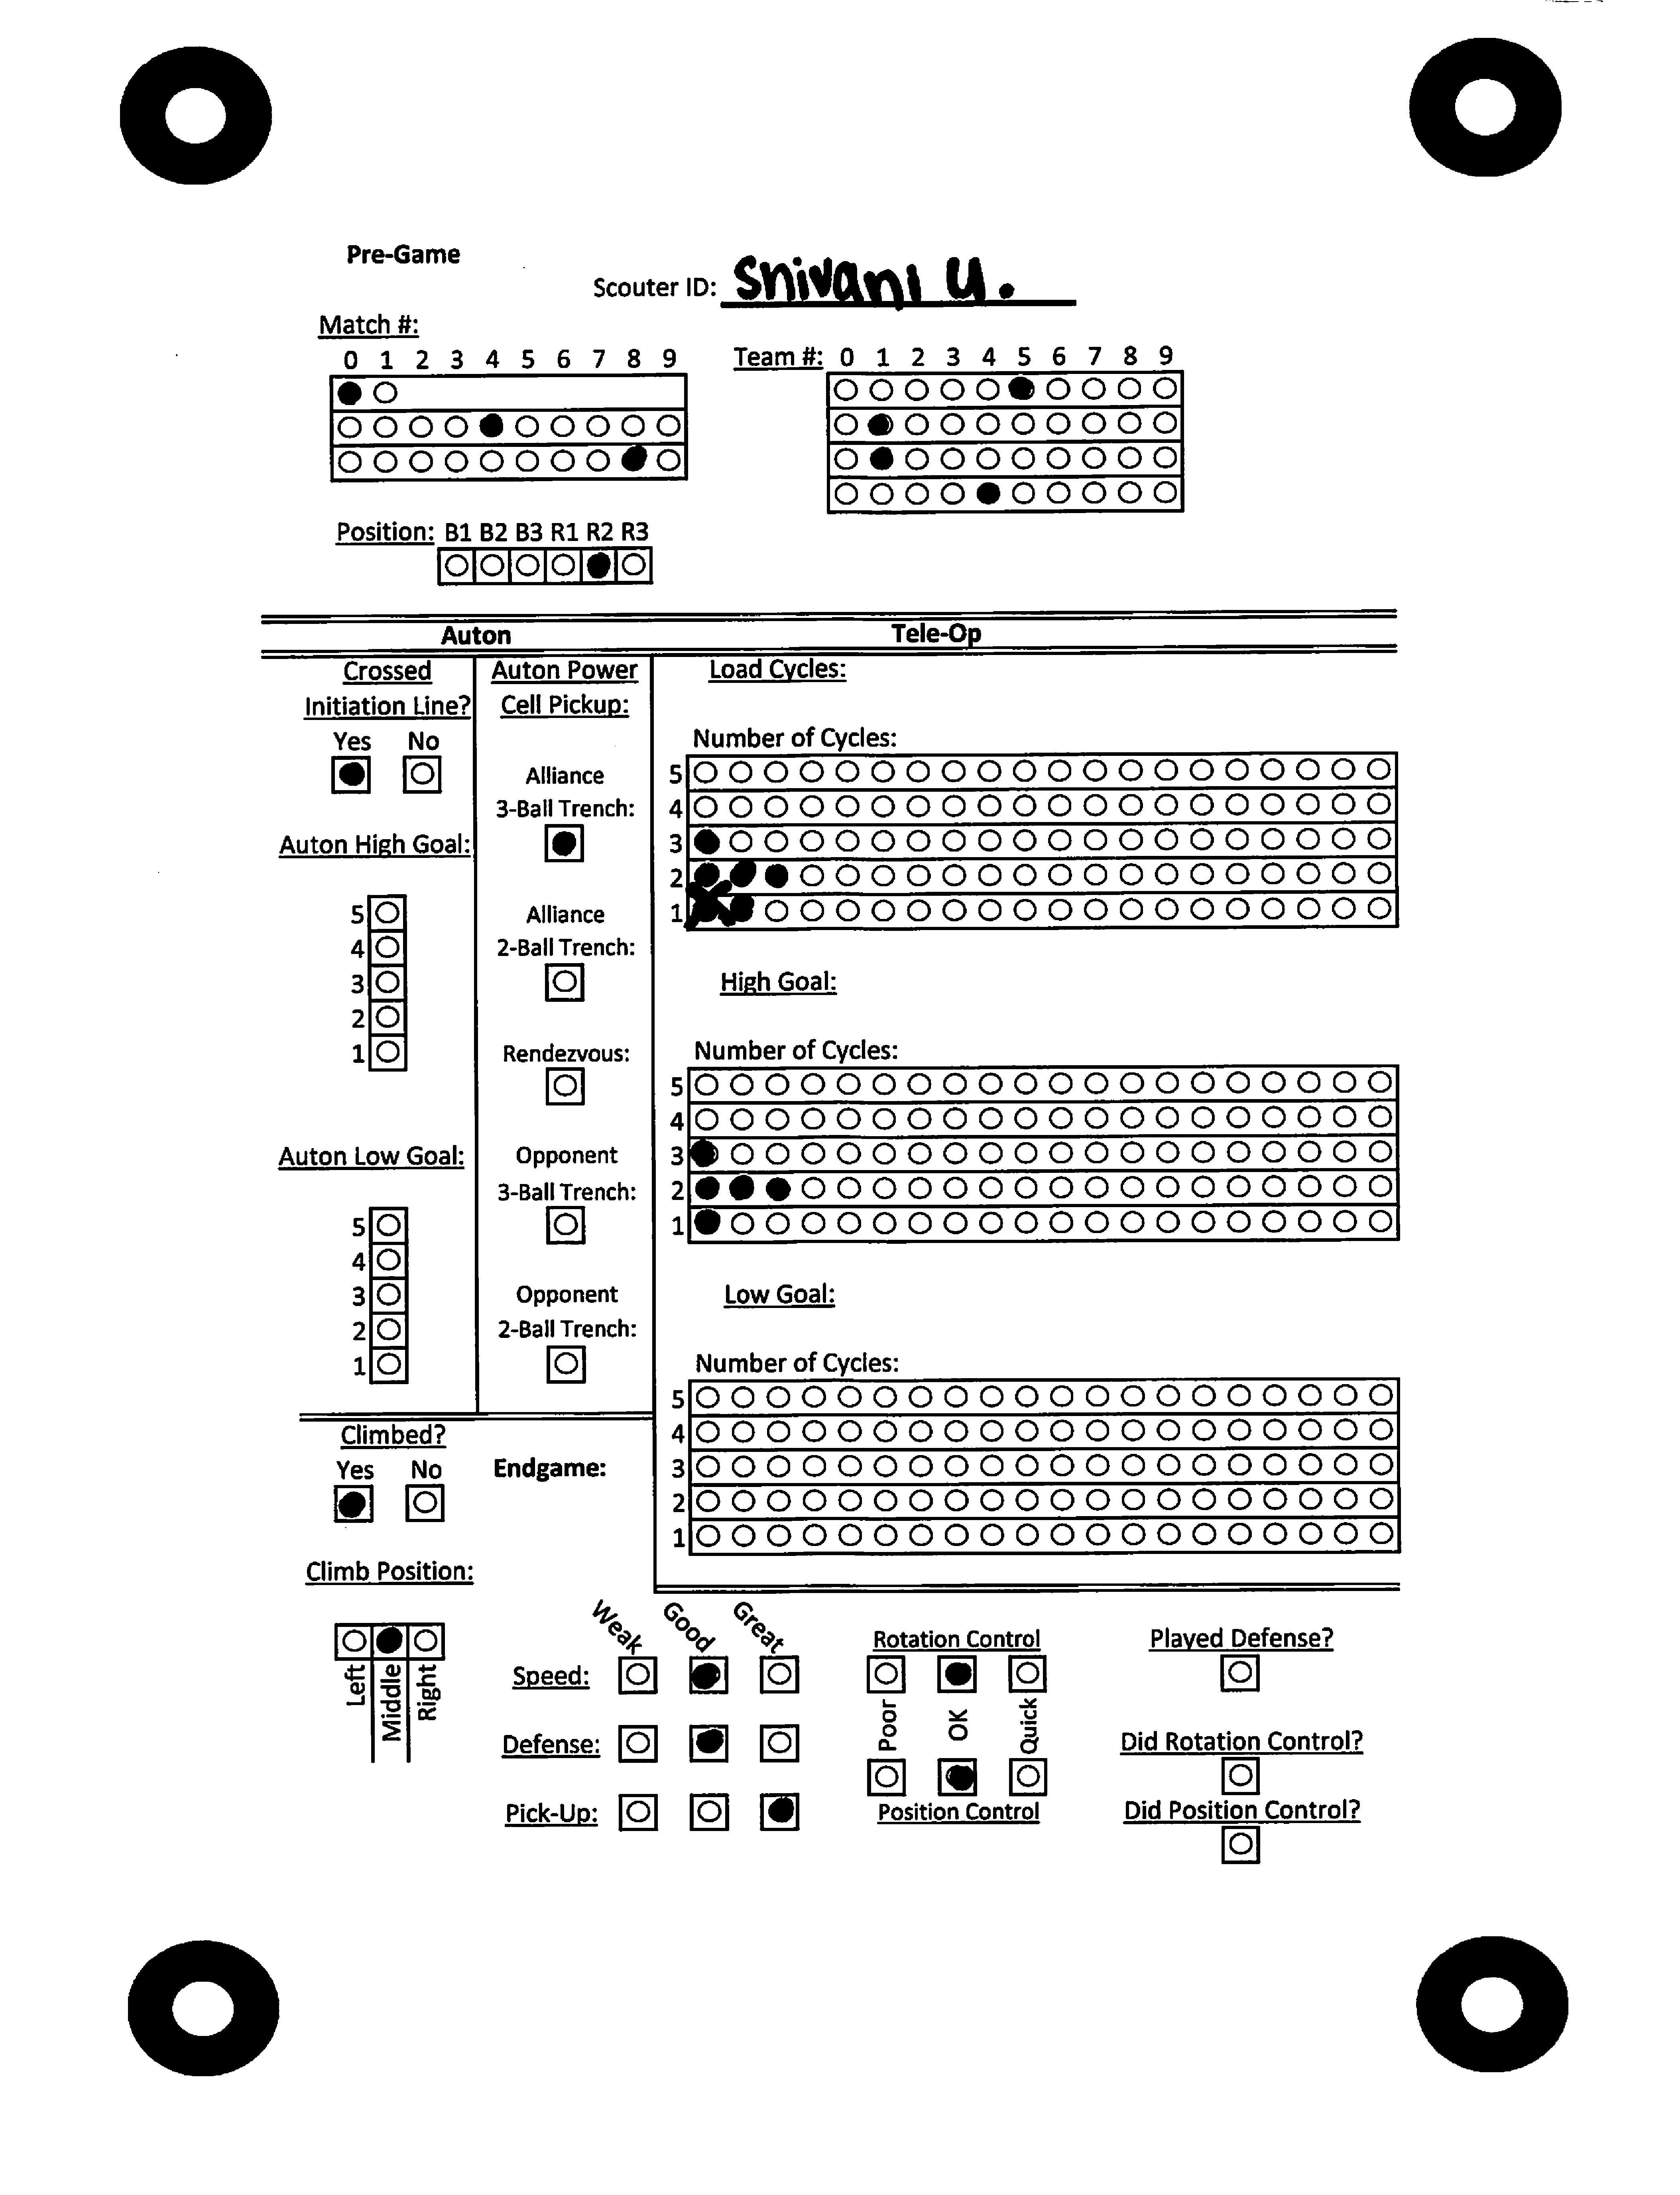 Pre-Game
Scouter ID: Shivani U.
Match #:
0 1 2 3 4 5 6 7 8 9
Team #: 0 1 2 3 4 5 6 7 8 9
Position: B1 B2 B3 R1 R2 R3
Auton
Tele-Op
Crossed
Initiation Line?
Yes No
Auton High Goal:
5
4
3
2
1
Auton Low Goal:
5
4
3
2
1
Auton Power
Cell Pickup:
Alliance
3-Ball Trench:
Alliance
2-Ball Trench:
Rendezvous:
Opponent
3-Ball Trench:
Opponent
2-Ball Trench:
Load Cycles:
Number of Cycles:
5
4
3
2
1
High Goal:
Number of Cycles:
5
4
3
2
1
Low Goal:
Number of Cycles:
5
4
3
2
1
Climbed?
Yes No
Endgame:
Climb Position:
Left
Middle
Right
Weak
Good
Great
Speed:
Defense:
Pick-Up:
Rotation Control
Poor
OK
Quick
Position Control
Played Defense?
Did Rotation Control?
Did Position Control?